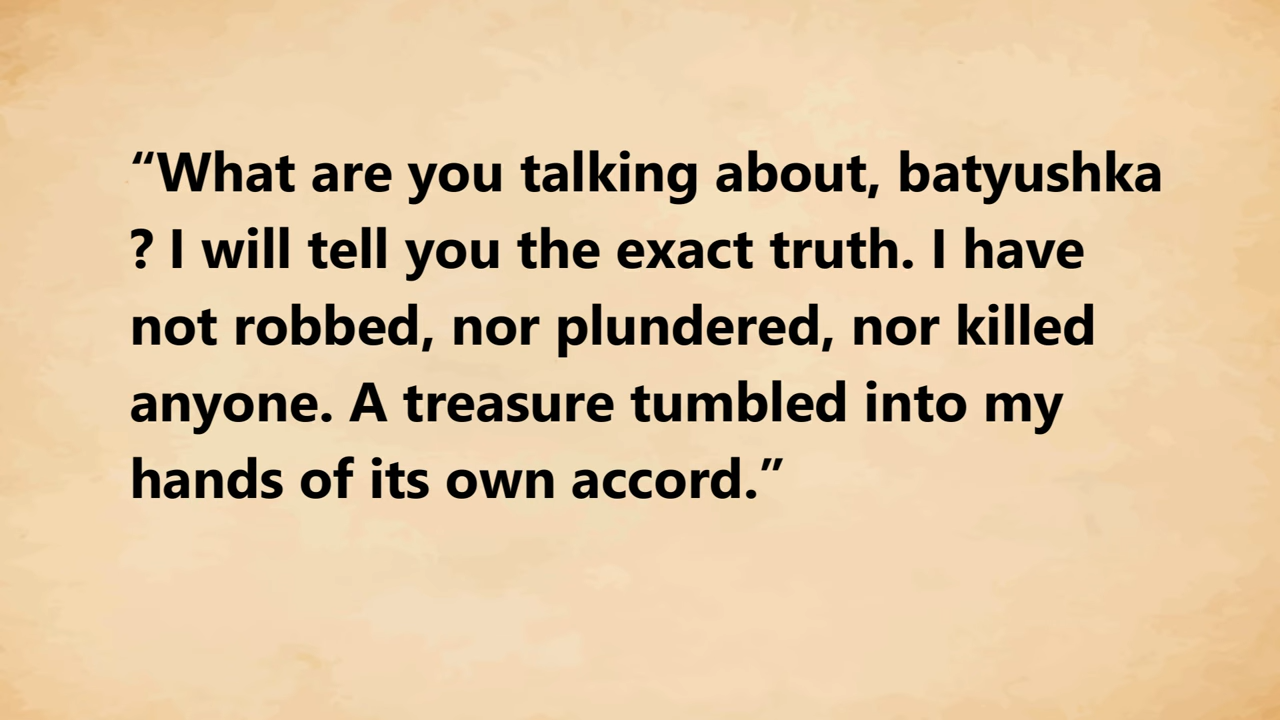 “What are you talking about, batyushka
? I will tell you the exact truth. I have
not robbed, nor plundered, nor killed
anyone. A treasure tumbled into my
hands of its own accord.”